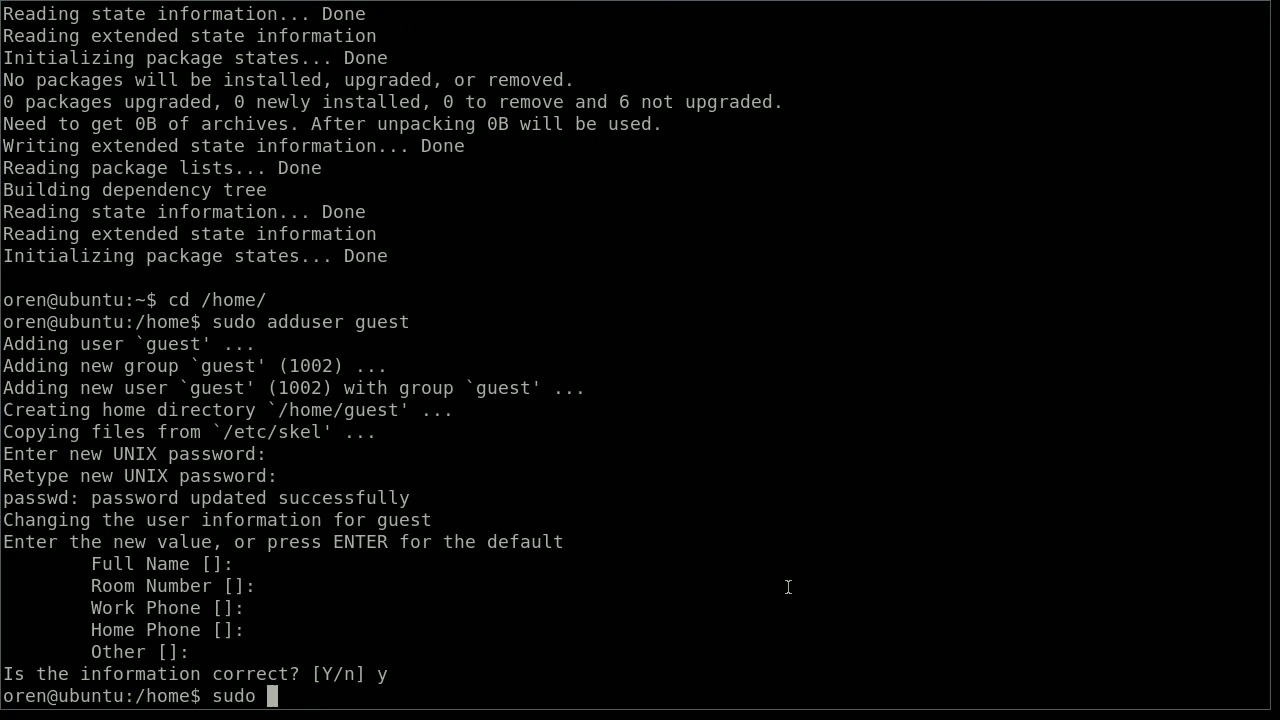 Reading state information... Done
Reading extended state information
Initializing package states... Done
No packages will be installed, upgraded, or removed.
0 packages upgraded, 0 newly installed, 0 to remove and 6 not upgraded.
Need to get 0B of archives. After unpacking 0B will be used.
Writing extended state information... Done
Reading package lists... Done
Building dependency tree
Reading state information... Done
Reading extended state information
Initializing package states... Done
oren@ubuntu:~$ cd /home/
oren@ubuntu:/home$ sudo adduser guest
Adding user `guest' ...
Adding new group `guest' (1002) ...
Adding new user `guest' (1002) with group `guest' ...
Creating home directory `/home/guest' ...
Copying files from `/etc/skel' ...
Enter new UNIX password:
Retype new UNIX password:
passwd: password updated successfully
Changing the user information for guest
Enter the new value, or press ENTER for the default
Full Name []:
Room Number []:
Work Phone []:
Home Phone []:
Other []:
Is the information correct? [Y/n] y
oren@ubuntu:/home$ sudo